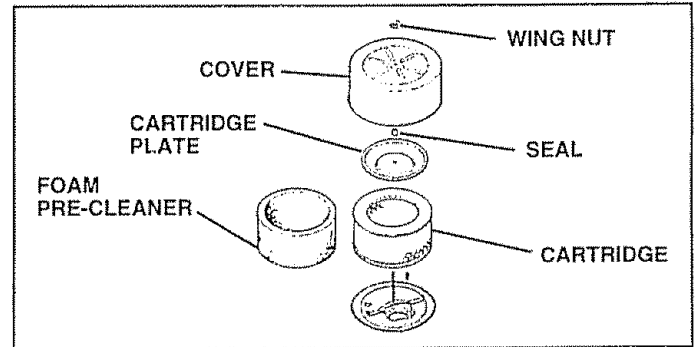 WING NUT
COVER
CARTRIDGE
PLATE
SEAL
FOAM
PRE-CLEANER
CARTRIDGE